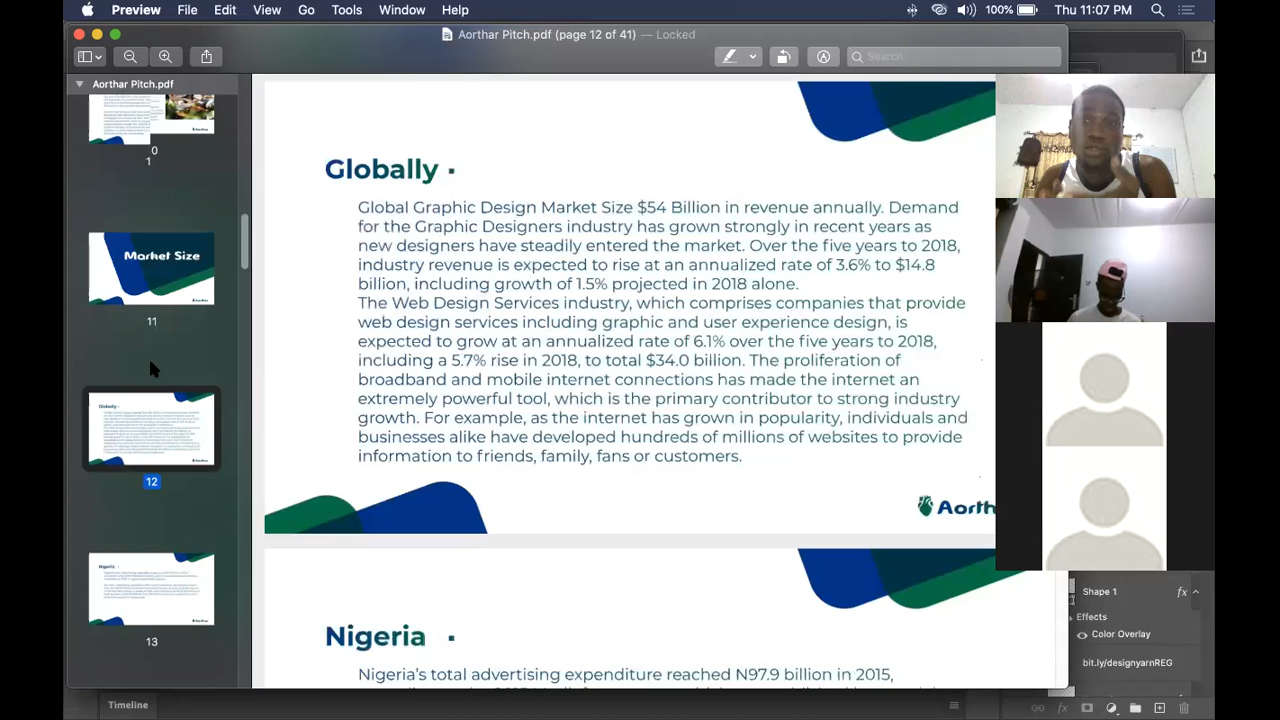 Preview File Edit View Go Tools Window Help 100% Thu 11:07 PM
Aorthar Pitch.pdf (page 12 of 41) — Locked
Search
Aorthar Pitch.pdf
0
1
Market Size
11
Globally
12
Nigeria
13
Globally
Global Graphic Design Market Size $54 Billion in revenue annually. Demand
for the Graphic Designers industry has grown strongly in recent years as
new designers have steadily entered the market. Over the five years to 2018,
industry revenue is expected to rise at an annualized rate of 3.6% to $14.8
billion, including growth of 1.5% projected in 2018 alone.
The Web Design Services industry, which comprises companies that provide
web design services including graphic and user experience design, is
expected to grow at an annualized rate of 6.1% over the five years to 2018,
including a 5.7% rise in 2018, to total $34.0 billion. The proliferation of
broadband and mobile internet connections has made the internet an
extremely powerful tool, which is the primary contributor to strong industry
growth. For as the internet has grown in popularity, individuals and
businesses alike have created hundreds of millions of websites to provide
information to friends, family, fans or customers.
Aorth
Nigeria
Nigeria's total advertising expenditure reached N97.9 billion in 2015,
Shape 1 fx
Effects
Color Overlay
bit.ly/designyarnREG
Timeline
fx